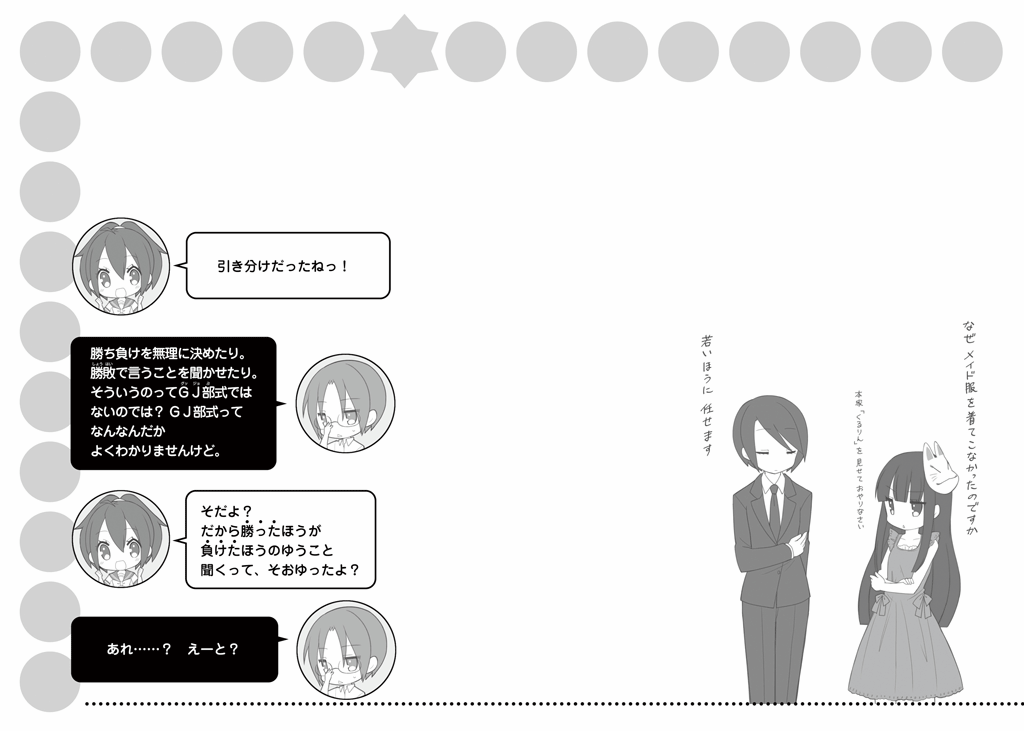 なぜメイド服を着てこなかったのですか
本家「くるりん」を見せておやりなさい
若いほうに任せます
引き分けだったねっ！
勝ち負けを無理に決めたり。
勝敗で言うことを聞かせたり。
そういうのってＧＪ部式では
ないのでは？ＧＪ部式って
なんなんだか
よくわかりませんけど。
そだよ？
だから勝ったほうが
負けたほうのゆうこと
聞くって、そおゆったよ？
あれ……？　えーと？